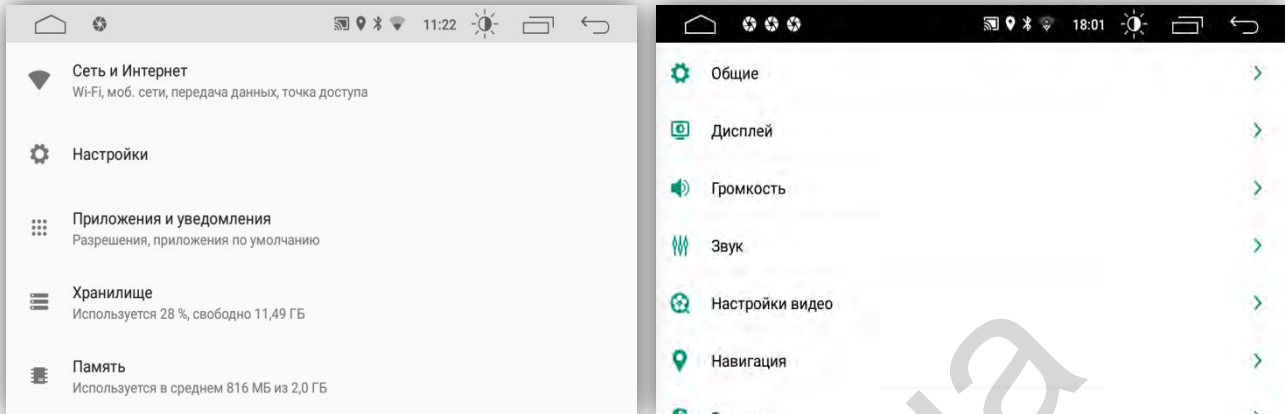 11:22
Сеть и Интернет
Wi-Fi, моб. сети, передача данных, точка доступа
Настройки
Приложения и уведомления
Разрешения, приложения по умолчанию
Хранилище
Используется 28 %, свободно 11,49 ГБ
Память
Используется в среднем 816 МБ из 2,0 ГБ
18:01
Общие
Дисплей
Громкость
Звук
Настройки видео
Навигация